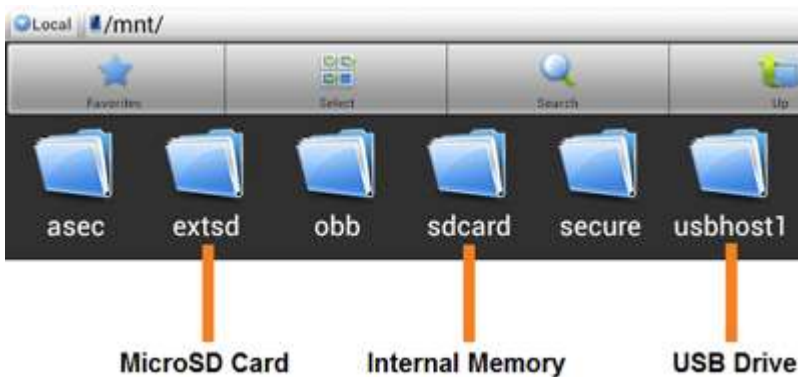 Local /mnt/
Favorites Select Search Up
asec extsd obb sdcard secure usbhost1
MicroSD Card Internal Memory USB Drive